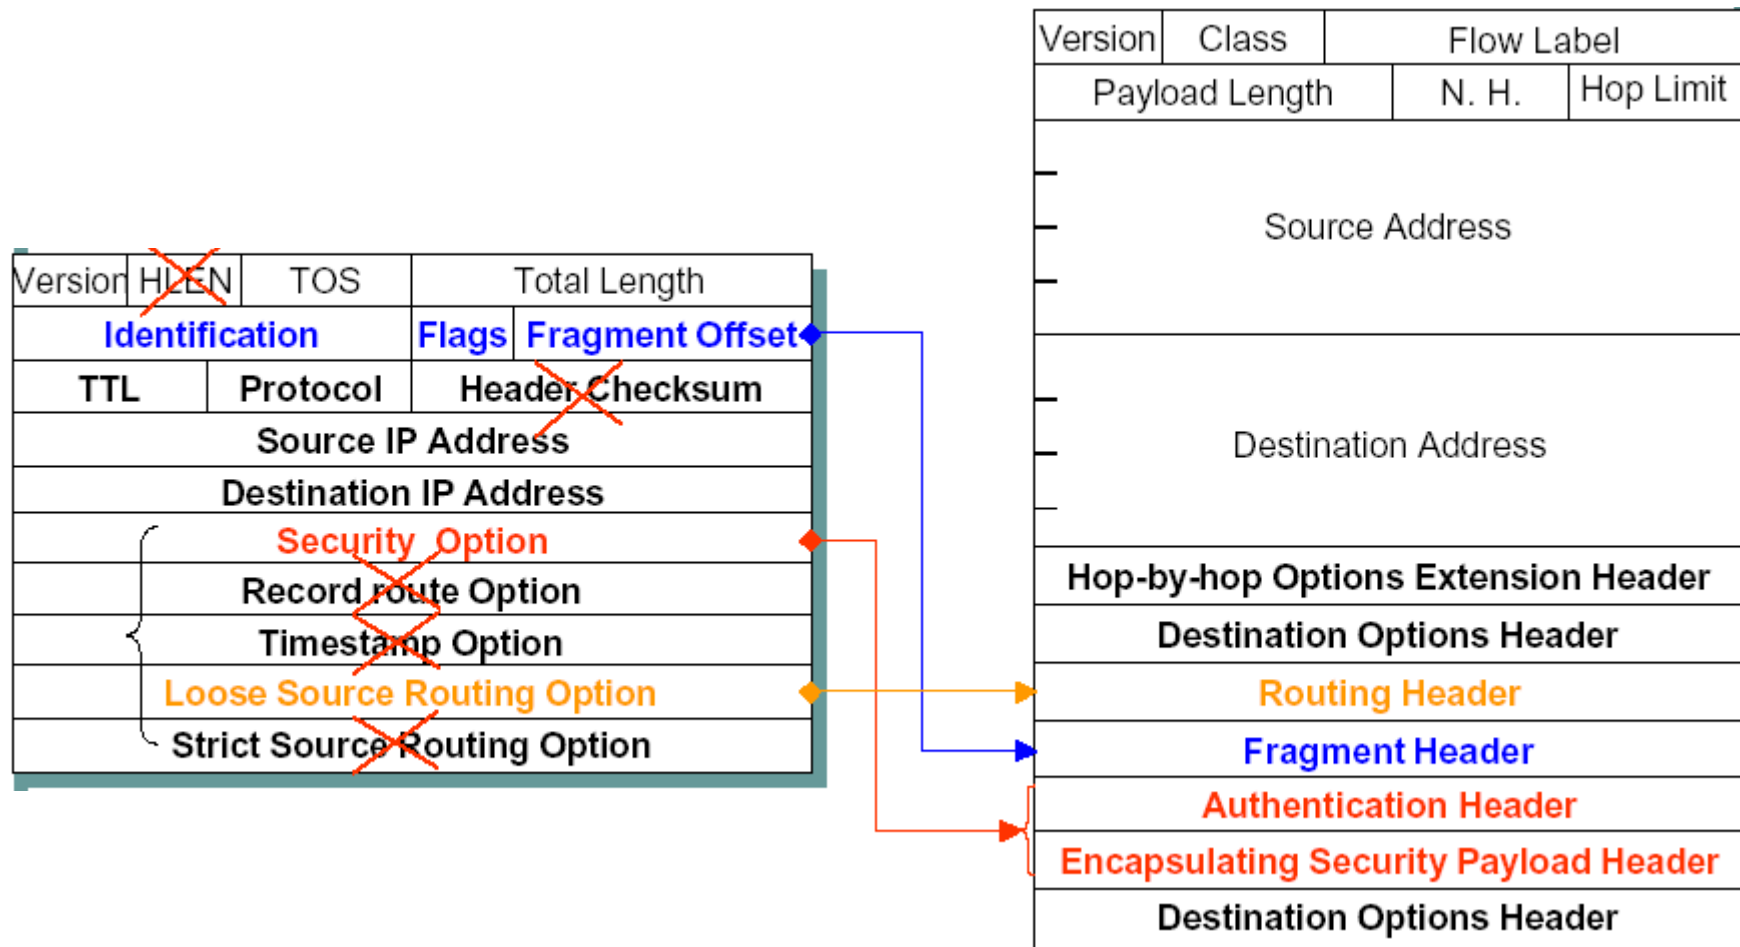 Version HLEN TOS Total Length
Identification Flags Fragment Offset
TTL Protocol Header Checksum
Source IP Address
Destination IP Address
Security Option
Record route Option
Timestamp Option
Loose Source Routing Option
Strict Source Routing Option
Version Class Flow Label
Payload Length N. H. Hop Limit
Source Address
Destination Address
Hop-by-hop Options Extension Header
Destination Options Header
Routing Header
Fragment Header
Authentication Header
Encapsulating Security Payload Header
Destination Options Header